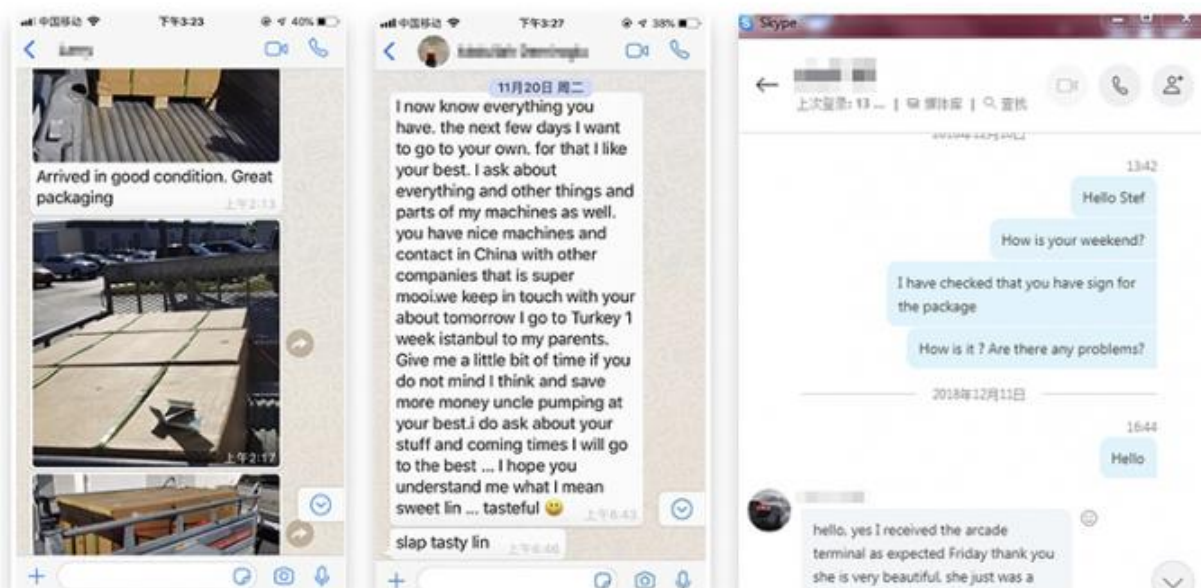 中国移动
下午3:23
40%
Arrived in good condition. Great
packaging
上午2:13
上午2:17
中国移动
下午3:27
38%
11月20日 周二
I now know everything you
have. the next few days I want
to go to your own. for that I like
your best. I ask about
everything and other things and
parts of my machines as well.
you have nice machines and
contact in China with other
companies that is super
mooi.we keep in touch with your
about tomorrow I go to Turkey 1
week istanbul to my parents.
Give me a little bit of time if you
do not mind I think and save
more money uncle pumping at
your best.i do ask about your
stuff and coming times I will go
to the best ... I hope you
understand me what I mean
sweet lin ... tasteful 😀
上午6:43
slap tasty lin
上午6:46
Skype
上次登录: 13 ... | 媒体库 | 查找
13:42
Hello Stef
How is your weekend?
I have checked that you have sign for
the package
How is it ? Are there any problems?
2018年12月11日
16:44
Hello
hello, yes I received the arcade
terminal as expected Friday thank you
she is very beautiful, she just was a